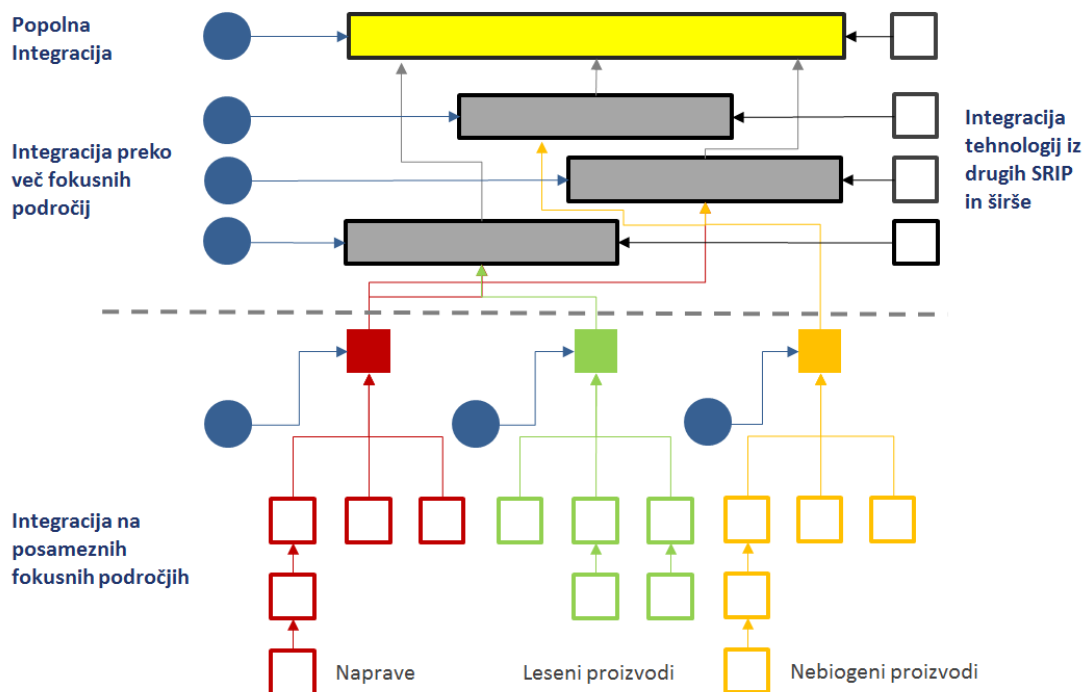 Popolna
Integracija
Integracija preko
več fokusnih
področij
Integracija
tehnologij iz
drugih SRIP
in širše
Integracija na
posameznih
fokusnih področjih
Naprave
Leseni proizvodi
Nebiogeni proizvodi